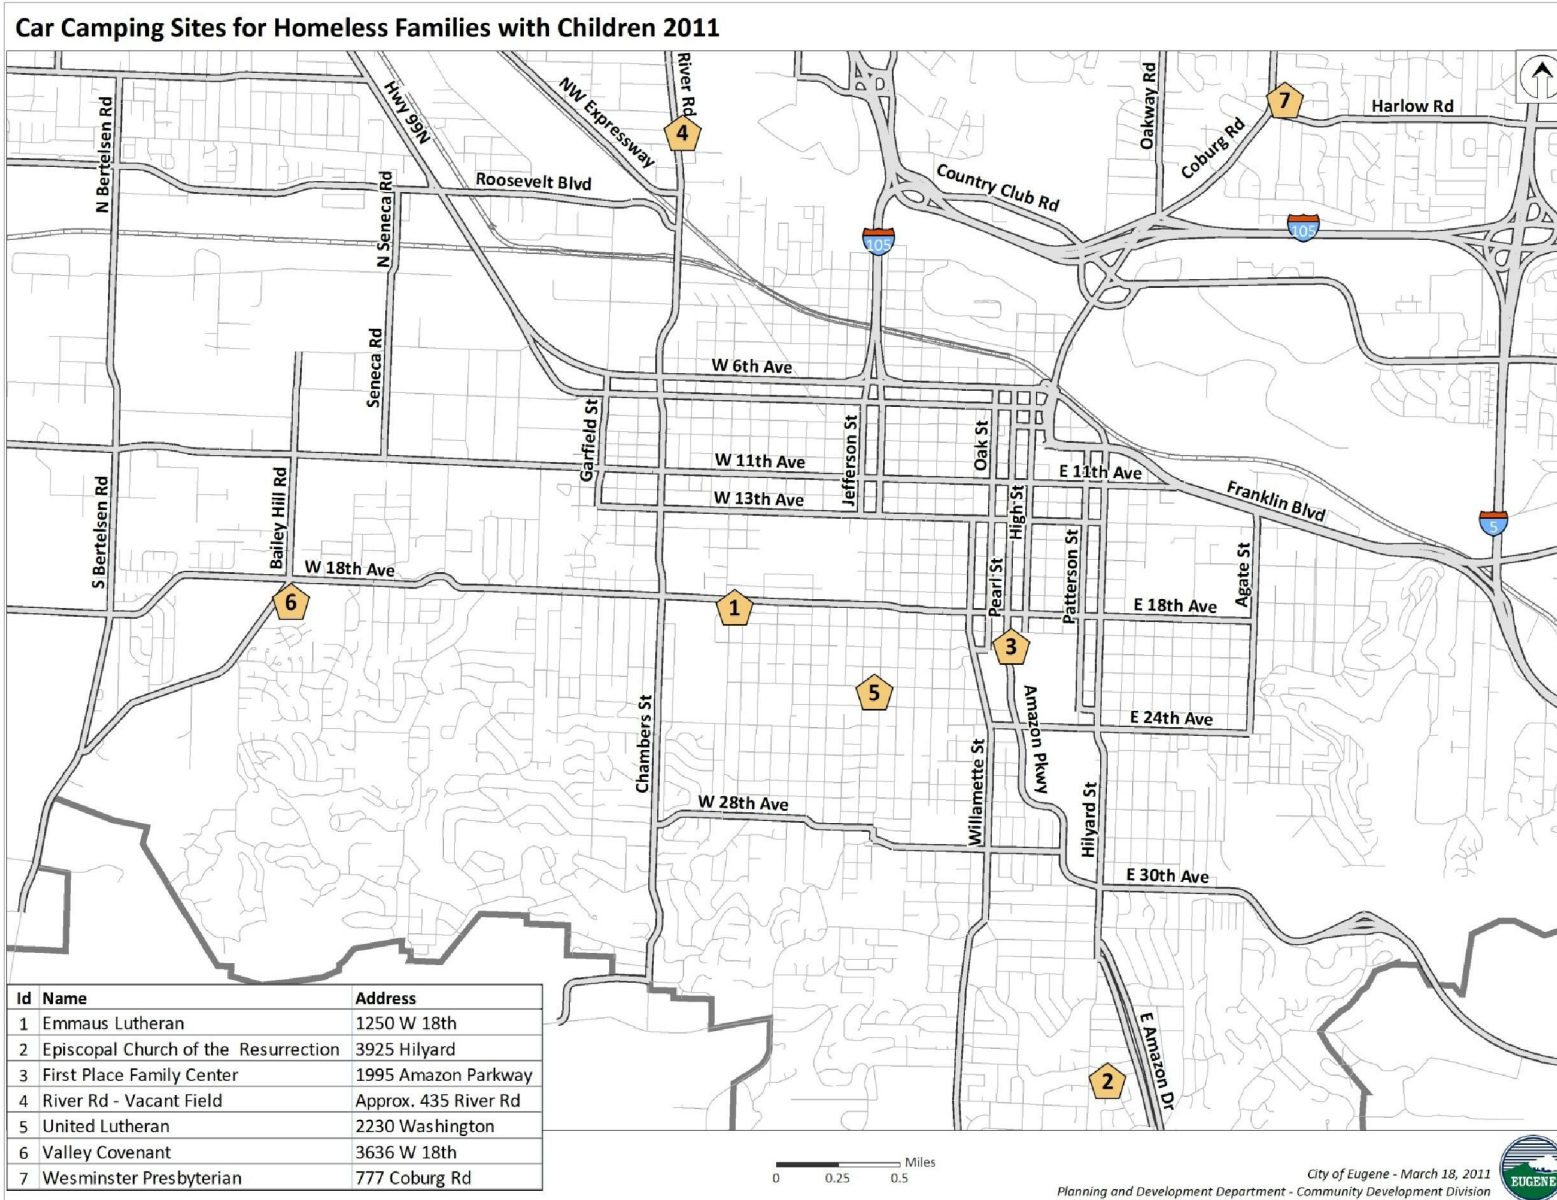 Car Camping Sites for Homeless Families with Children 2011
River Rd
NW Expressway
Hwy 99N
N Bertelsen Rd
4
Oakway Rd
7
Harlow Rd
Coburg Rd
Roosevelt Blvd
N Seneca Rd
Country Club Rd
105
105
Seneca Rd
W 6th Ave
Garfield St
Jefferson St
Oak St
W 11th Ave
E 11th Ave
W 13th Ave
High St
Franklin Blvd
5
S Bertelsen Rd
Bailey Hill Rd
W 18th Ave
Pearl St
Patterson St
Agate St
6
1
E 18th Ave
3
5
Amazon Pkwy
E 24th Ave
Chambers St
Willamette St
Hilyard St
W 28th Ave
E 30th Ave
E Amazon Dr
2
Id Name Address
1 Emmaus Lutheran 1250 W 18th
2 Episcopal Church of the Resurrection 3925 Hilyard
3 First Place Family Center 1995 Amazon Parkway
4 River Rd - Vacant Field Approx. 435 River Rd
5 United Lutheran 2230 Washington
6 Valley Covenant 3636 W 18th
7 Wesminster Presbyterian 777 Coburg Rd
Miles
0 0.25 0.5
City of Eugene - March 18, 2011
Planning and Development Department - Community Development Division
EUGENE